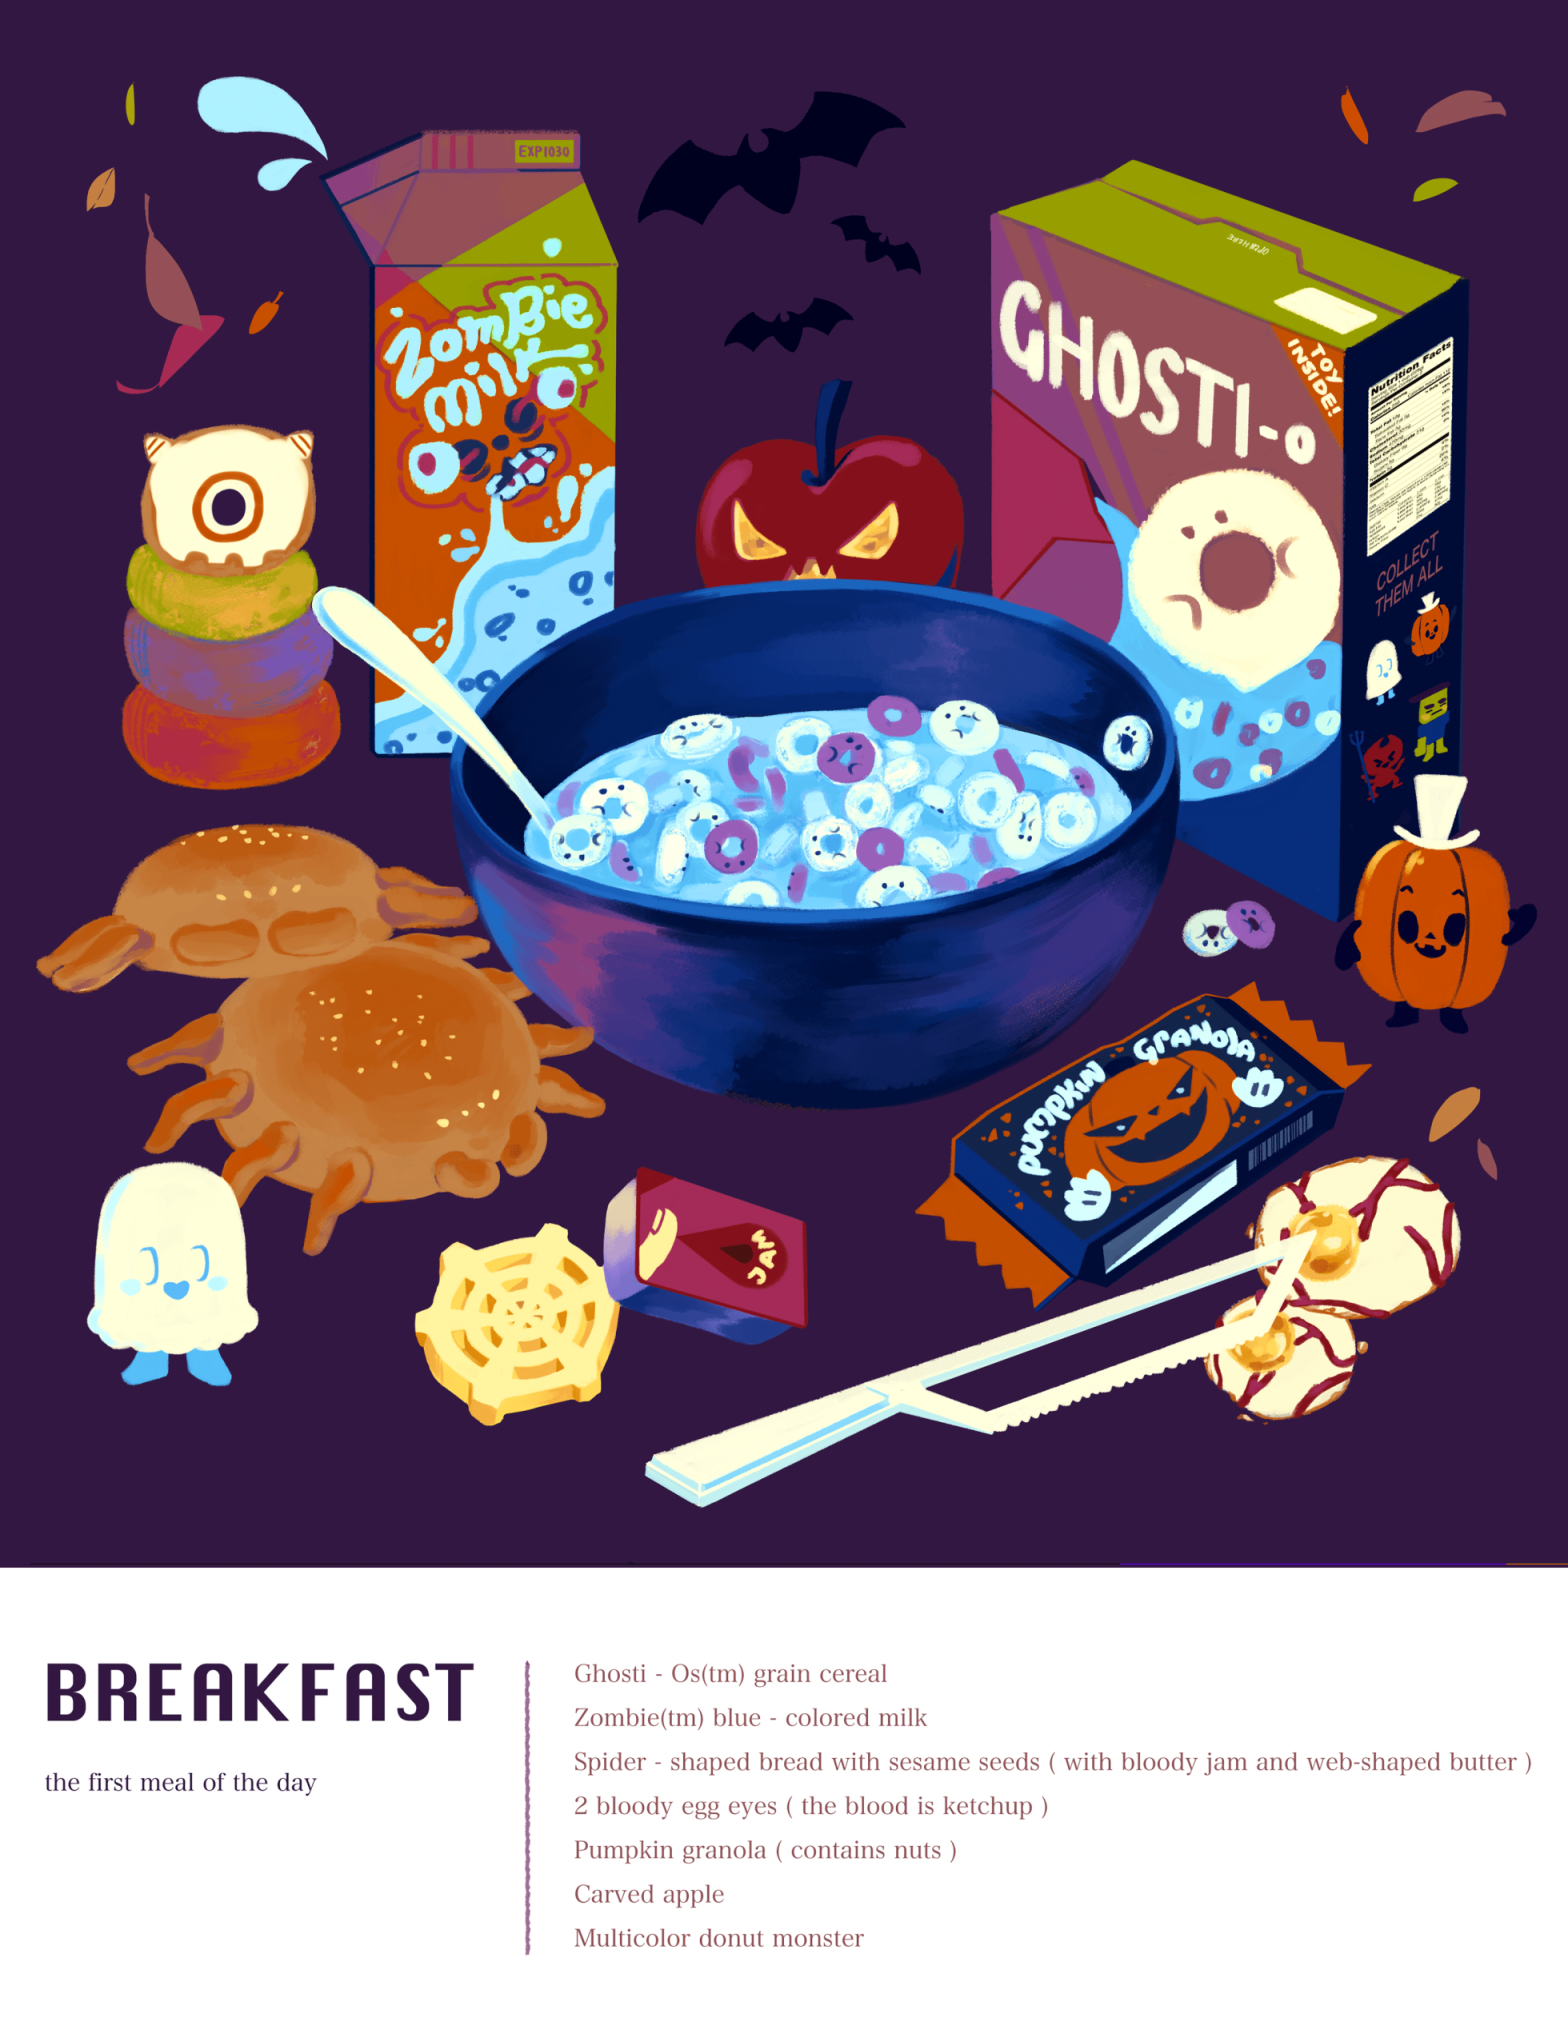 EXP1030
ZomBie
milk
OPEN HERE
GHOSTI-O
TOY
INSIDE!
Nutrition Facts
COLLECT
THEM ALL
PUMPKIN GRANOLA
JAM
BREAKFAST
the first meal of the day
Ghosti - Os(tm) grain cereal
Zombie(tm) blue - colored milk
Spider - shaped bread with sesame seeds ( with bloody jam and web-shaped butter )
2 bloody egg eyes ( the blood is ketchup )
Pumpkin granola ( contains nuts )
Carved apple
Multicolor donut monster